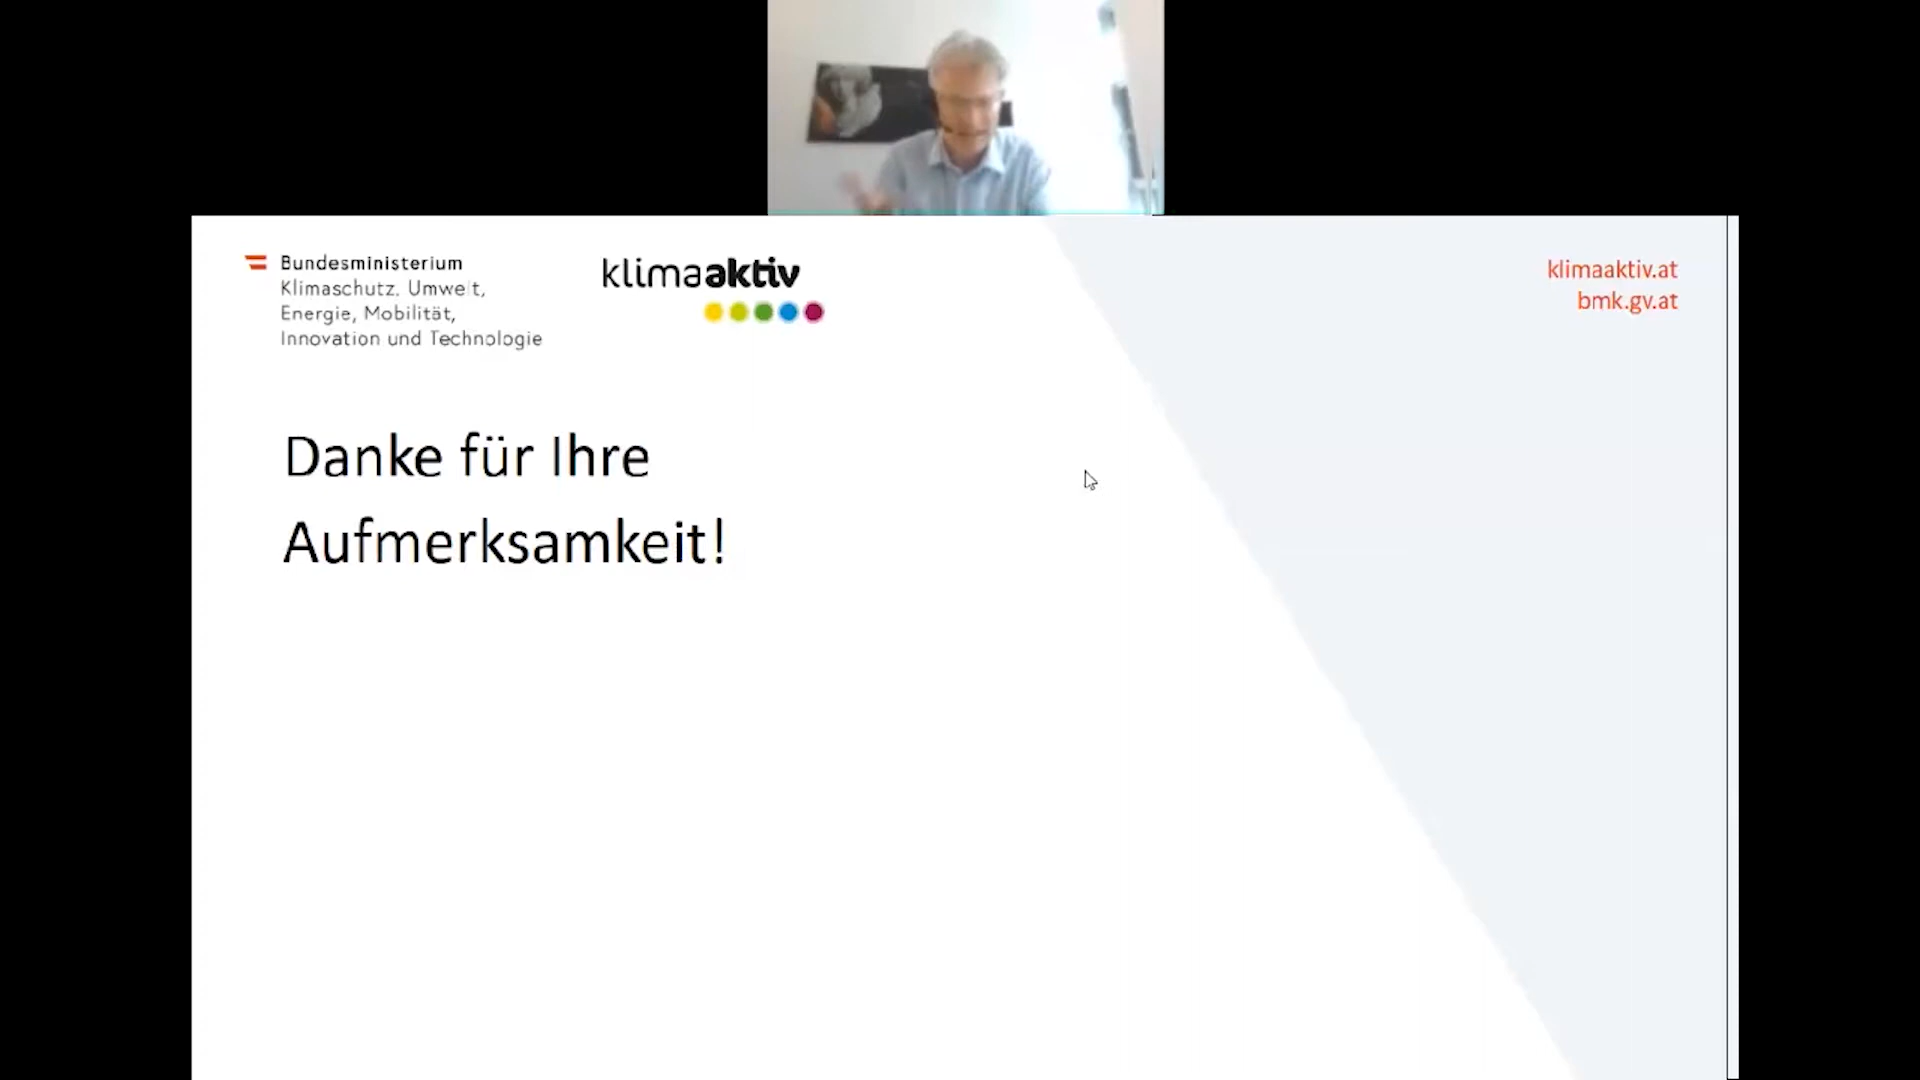 Bundesministerium
Klimaschutz, Umwelt,
Energie, Mobilität,
Innovation und Technologie
klimaaktiv
klimaaktiv.at
bmk.gv.at
Danke für Ihre
Aufmerksamkeit!